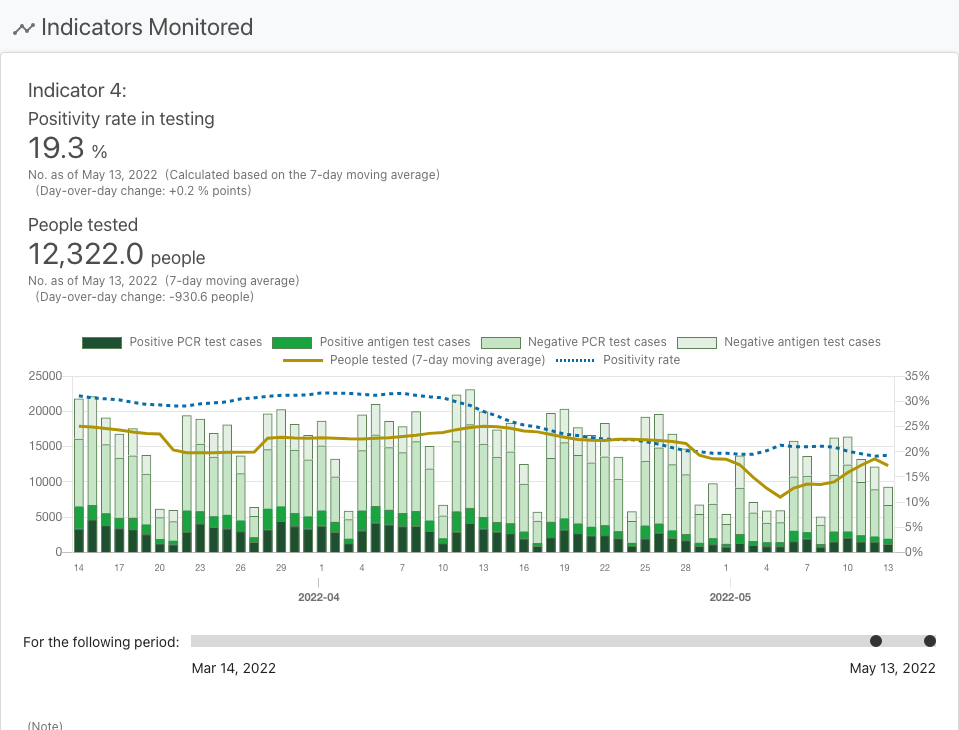 Indicators Monitored
Indicator 4:
Positivity rate in testing
19.3 %
No. as of May 13, 2022 (Calculated based on the 7-day moving average)
(Day-over-day change: +0.2 % points)
People tested
12,322.0 people
No. as of May 13, 2022 (7-day moving average)
(Day-over-day change: -930.6 people)
Positive PCR test cases Positive antigen test cases Negative PCR test cases Negative antigen test cases
People tested (7-day moving average) Positivity rate
25000 35%
20000 30%
15000 25%
10000 20%
5000 15%
0 10%
5%
0%
14 17 20 23 26 29 1 4 7 10 13 16 19 22 25 28 1 4 7 10 13
2022-04 2022-05
For the following period:
Mar 14, 2022 May 13, 2022
(Note)